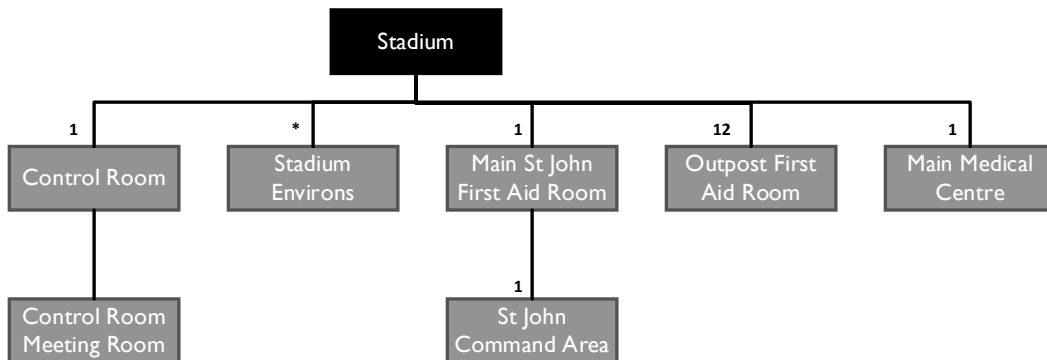 Stadium
1
*
1
12
1
Control Room
Stadium
Environs
Main St John
First Aid Room
Outpost First
Aid Room
Main Medical
Centre
1
Control Room
Meeting Room
St John
Command Area